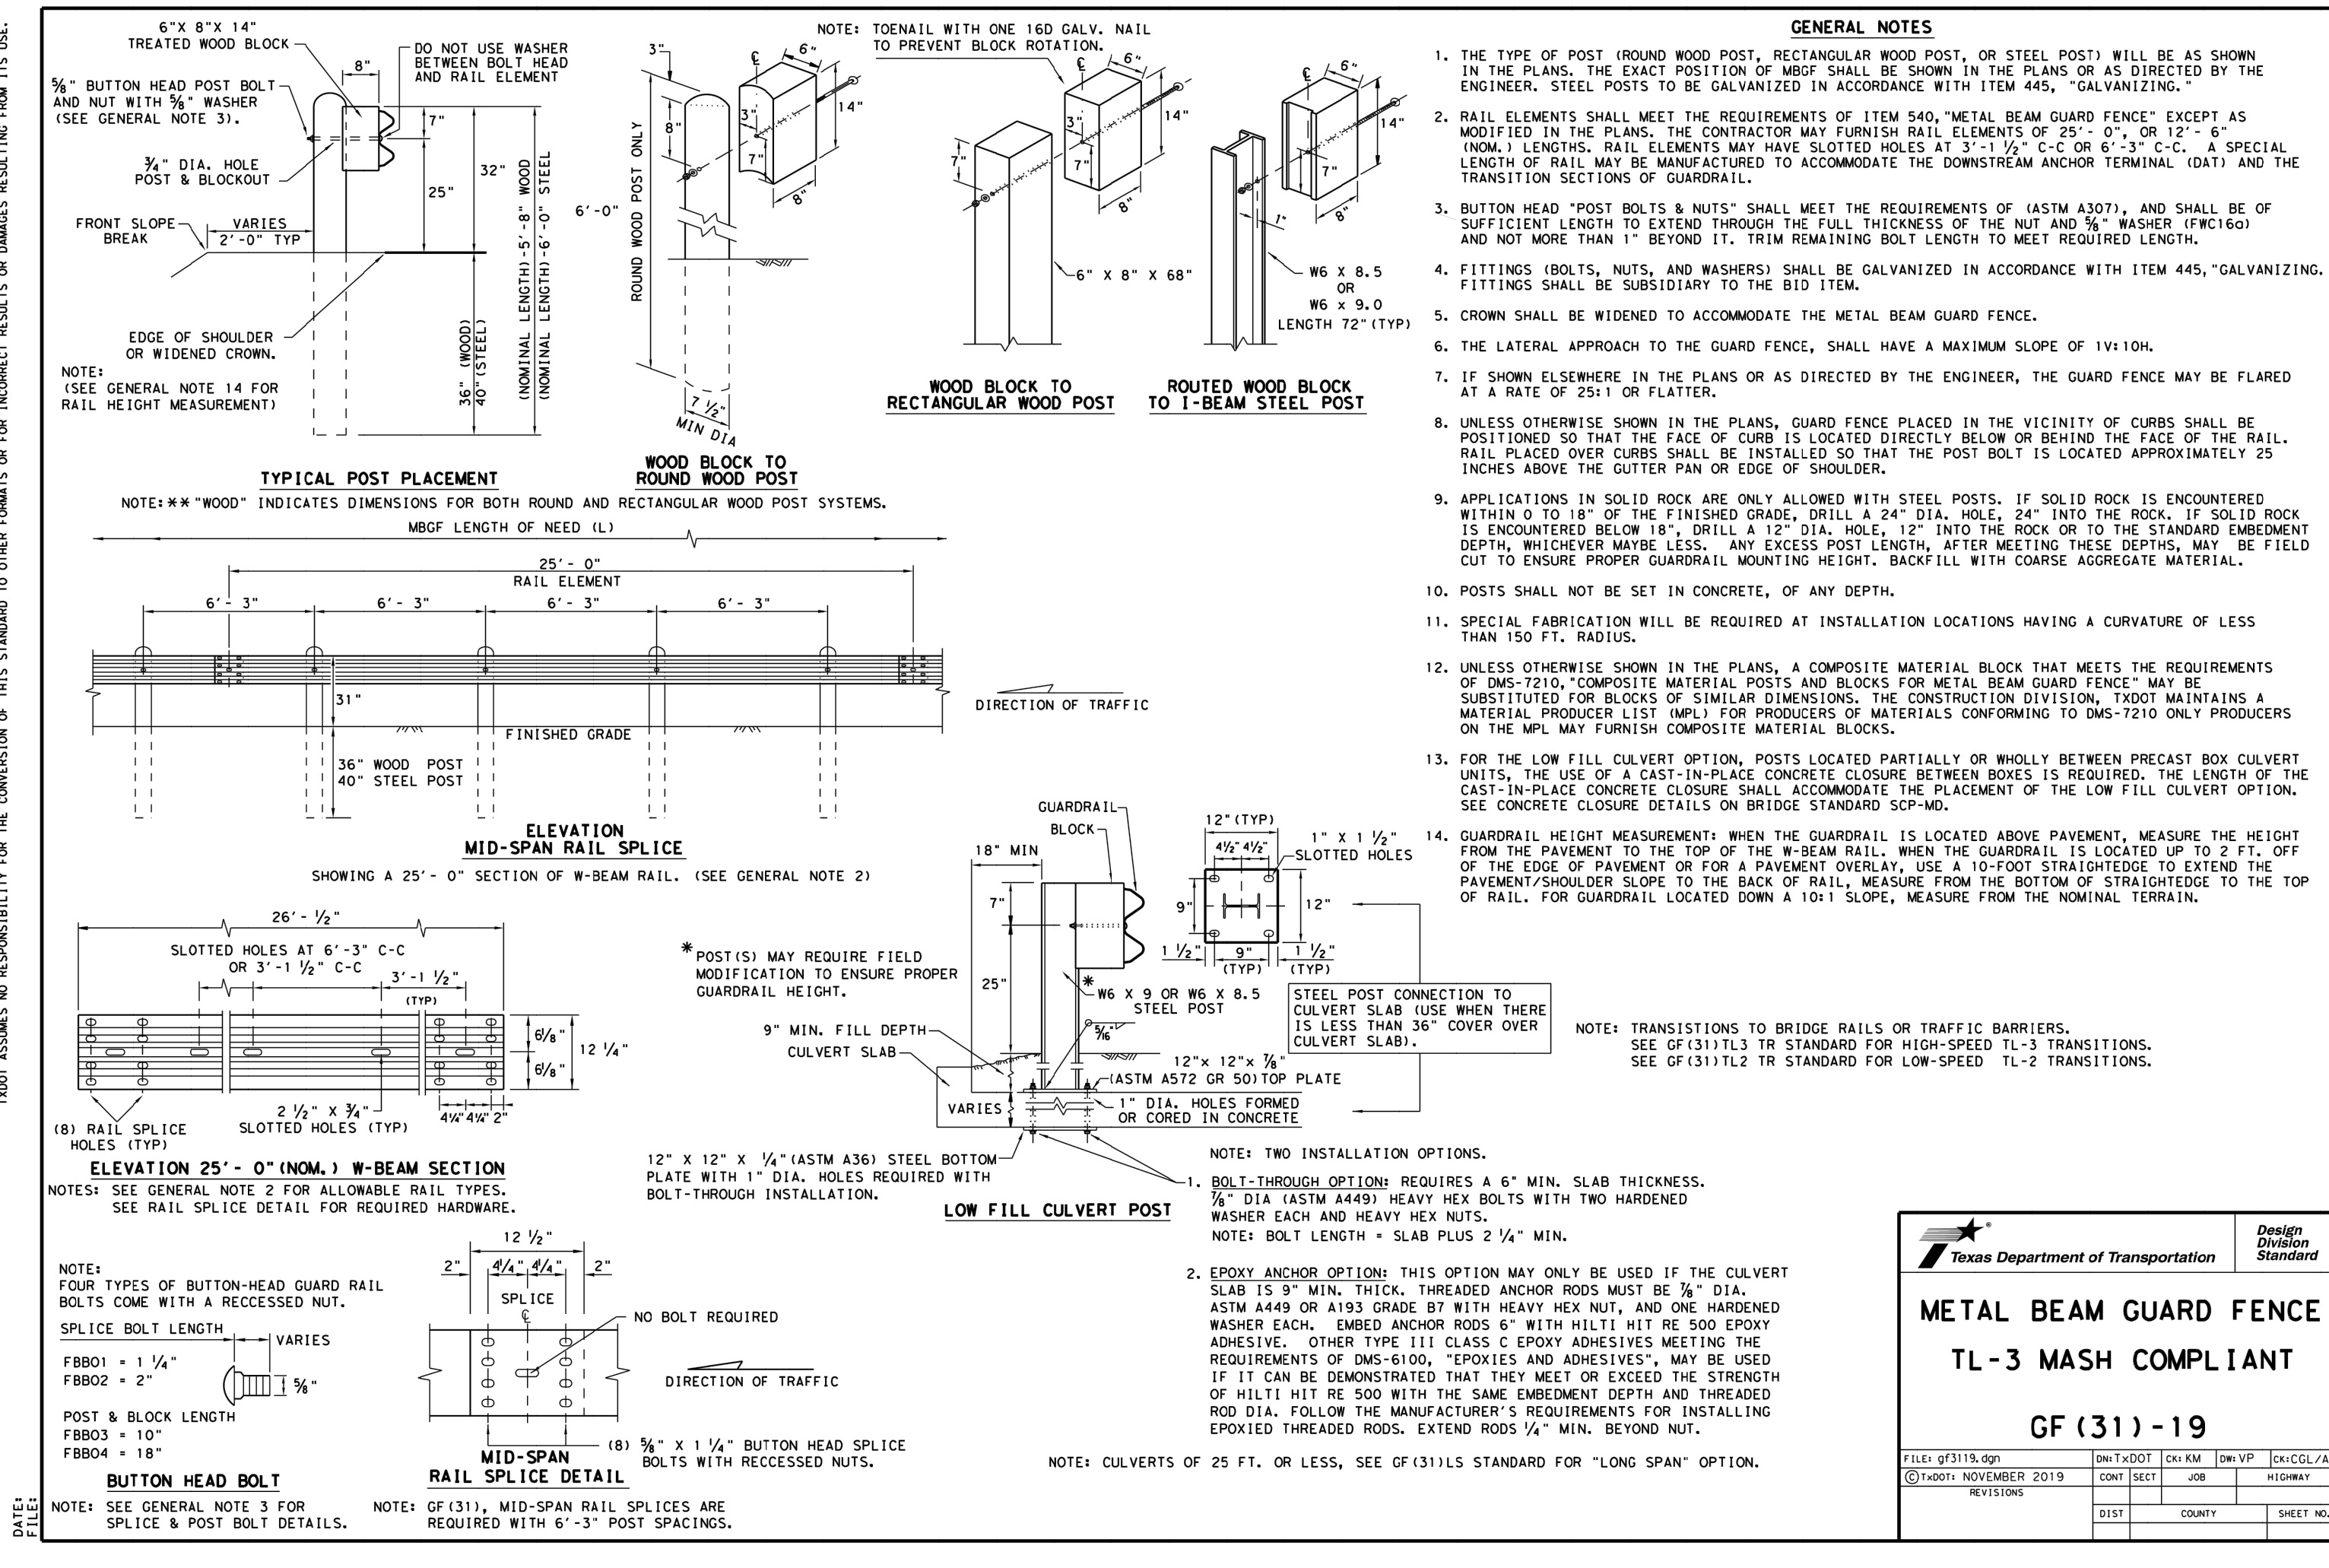 TXDOT ASSUMES NO RESPONSIBILITY FOR THE CONVERSION OF THIS STANDARD TO OTHER FORMATS OR FOR INCORRECT RESULTS OR DAMAGES RESULTING FROM ITS USE.
DATE:
FILE:
6"X 8"X 14"
TREATED WOOD BLOCK
DO NOT USE WASHER
BETWEEN BOLT HEAD
AND RAIL ELEMENT
8"
⅝" BUTTON HEAD POST BOLT
AND NUT WITH ⅝" WASHER
(SEE GENERAL NOTE 3).
7"
¾" DIA. HOLE
POST & BLOCKOUT
32"
25"
FRONT SLOPE
BREAK
VARIES
2'-0" TYP
EDGE OF SHOULDER
OR WIDENED CROWN.
NOTE:
(SEE GENERAL NOTE 14 FOR
RAIL HEIGHT MEASUREMENT)
36" (WOOD)
40" (STEEL)
(NOMINAL LENGTH)-5'-8" WOOD
(NOMINAL LENGTH)-6'-0" STEEL
TYPICAL POST PLACEMENT
NOTE:** "WOOD" INDICATES DIMENSIONS FOR BOTH ROUND AND RECTANGULAR WOOD POST SYSTEMS.
3"
6"
℄
14"
8"
3"
7"
8"
6'-0"
ROUND WOOD POST ONLY
7 ½"
MIN DIA
WOOD BLOCK TO
ROUND WOOD POST
NOTE: TOENAIL WITH ONE 16D GALV. NAIL
TO PREVENT BLOCK ROTATION.
℄
6"
14"
3"
7"
7"
8"
6" X 8" X 68"
WOOD BLOCK TO
RECTANGULAR WOOD POST
℄
6"
14"
7"
8"
1"
W6 X 8.5
OR
W6 x 9.0
LENGTH 72"(TYP)
ROUTED WOOD BLOCK
TO I-BEAM STEEL POST
MBGF LENGTH OF NEED (L)
25'- 0"
RAIL ELEMENT
6'- 3"
6'- 3"
6'- 3"
6'- 3"
31"
DIRECTION OF TRAFFIC
FINISHED GRADE
36" WOOD POST
40" STEEL POST
ELEVATION
MID-SPAN RAIL SPLICE
SHOWING A 25'- 0" SECTION OF W-BEAM RAIL. (SEE GENERAL NOTE 2)
26'- ½"
SLOTTED HOLES AT 6'-3" C-C
OR 3'-1 ½" C-C
3'-1 ½"
(TYP)
6⅛"
6⅛"
12 ¼"
2 ½" X ¾"
SLOTTED HOLES (TYP)
4¼"
4¼"
2"
(8) RAIL SPLICE
HOLES (TYP)
ELEVATION 25'- 0"(NOM.) W-BEAM SECTION
NOTES: SEE GENERAL NOTE 2 FOR ALLOWABLE RAIL TYPES.
SEE RAIL SPLICE DETAIL FOR REQUIRED HARDWARE.
NOTE:
FOUR TYPES OF BUTTON-HEAD GUARD RAIL
BOLTS COME WITH A RECCESSED NUT.
SPLICE BOLT LENGTH
VARIES
FBB01 = 1 ¼"
FBB02 = 2"
⅝"
POST & BLOCK LENGTH
FBB03 = 10"
FBB04 = 18"
BUTTON HEAD BOLT
NOTE: SEE GENERAL NOTE 3 FOR
SPLICE & POST BOLT DETAILS.
12 ½"
2"
4¼"
4¼"
2"
SPLICE
℄
NO BOLT REQUIRED
DIRECTION OF TRAFFIC
(8) ⅝" X 1 ¼" BUTTON HEAD SPLICE
BOLTS WITH RECCESSED NUTS.
MID-SPAN
RAIL SPLICE DETAIL
NOTE: GF(31), MID-SPAN RAIL SPLICES ARE
REQUIRED WITH 6'-3" POST SPACINGS.
GUARDRAIL
BLOCK
18" MIN
7"
25"
*POST(S) MAY REQUIRE FIELD
MODIFICATION TO ENSURE PROPER
GUARDRAIL HEIGHT.
9" MIN. FILL DEPTH
CULVERT SLAB
VARIES
*
W6 X 9 OR W6 X 8.5
STEEL POST
5/16
12"x 12"x ⅞"
(ASTM A572 GR 50)TOP PLATE
1" DIA. HOLES FORMED
OR CORED IN CONCRETE
12" X 12" X ¼"(ASTM A36) STEEL BOTTOM
PLATE WITH 1" DIA. HOLES REQUIRED WITH
BOLT-THROUGH INSTALLATION.
LOW FILL CULVERT POST
12"(TYP)
4½"
4½"
1" X 1 ½"
SLOTTED HOLES
9"
12"
1 ½"
9"
(TYP)
1 ½"
(TYP)
STEEL POST CONNECTION TO
CULVERT SLAB (USE WHEN THERE
IS LESS THAN 36" COVER OVER
CULVERT SLAB).
NOTE: TWO INSTALLATION OPTIONS.
1. BOLT-THROUGH OPTION: REQUIRES A 6" MIN. SLAB THICKNESS.
⅞" DIA (ASTM A449) HEAVY HEX BOLTS WITH TWO HARDENED
WASHER EACH AND HEAVY HEX NUTS.
NOTE: BOLT LENGTH = SLAB PLUS 2 ¼" MIN.
2. EPOXY ANCHOR OPTION: THIS OPTION MAY ONLY BE USED IF THE CULVERT
SLAB IS 9" MIN. THICK. THREADED ANCHOR RODS MUST BE ⅞" DIA.
ASTM A449 OR A193 GRADE B7 WITH HEAVY HEX NUT, AND ONE HARDENED
WASHER EACH. EMBED ANCHOR RODS 6" WITH HILTI HIT RE 500 EPOXY
ADHESIVE. OTHER TYPE III CLASS C EPOXY ADHESIVES MEETING THE
REQUIREMENTS OF DMS-6100, "EPOXIES AND ADHESIVES", MAY BE USED
IF IT CAN BE DEMONSTRATED THAT THEY MEET OR EXCEED THE STRENGTH
OF HILTI HIT RE 500 WITH THE SAME EMBEDMENT DEPTH AND THREADED
ROD DIA. FOLLOW THE MANUFACTURER'S REQUIREMENTS FOR INSTALLING
EPOXIED THREADED RODS. EXTEND RODS ¼" MIN. BEYOND NUT.
NOTE: CULVERTS OF 25 FT. OR LESS, SEE GF(31)LS STANDARD FOR "LONG SPAN" OPTION.
GENERAL NOTES
1. THE TYPE OF POST (ROUND WOOD POST, RECTANGULAR WOOD POST, OR STEEL POST) WILL BE AS SHOWN
IN THE PLANS. THE EXACT POSITION OF MBGF SHALL BE SHOWN IN THE PLANS OR AS DIRECTED BY THE
ENGINEER. STEEL POSTS TO BE GALVANIZED IN ACCORDANCE WITH ITEM 445, "GALVANIZING."
2. RAIL ELEMENTS SHALL MEET THE REQUIREMENTS OF ITEM 540,"METAL BEAM GUARD FENCE" EXCEPT AS
MODIFIED IN THE PLANS. THE CONTRACTOR MAY FURNISH RAIL ELEMENTS OF 25'- 0", OR 12'- 6"
(NOM.) LENGTHS. RAIL ELEMENTS MAY HAVE SLOTTED HOLES AT 3'-1 ½" C-C OR 6'-3" C-C. A SPECIAL
LENGTH OF RAIL MAY BE MANUFACTURED TO ACCOMMODATE THE DOWNSTREAM ANCHOR TERMINAL (DAT) AND THE
TRANSITION SECTIONS OF GUARDRAIL.
3. BUTTON HEAD "POST BOLTS & NUTS" SHALL MEET THE REQUIREMENTS OF (ASTM A307), AND SHALL BE OF
SUFFICIENT LENGTH TO EXTEND THROUGH THE FULL THICKNESS OF THE NUT AND ⅝" WASHER (FWC16a)
AND NOT MORE THAN 1" BEYOND IT. TRIM REMAINING BOLT LENGTH TO MEET REQUIRED LENGTH.
4. FITTINGS (BOLTS, NUTS, AND WASHERS) SHALL BE GALVANIZED IN ACCORDANCE WITH ITEM 445,"GALVANIZING.
FITTINGS SHALL BE SUBSIDIARY TO THE BID ITEM.
5. CROWN SHALL BE WIDENED TO ACCOMMODATE THE METAL BEAM GUARD FENCE.
6. THE LATERAL APPROACH TO THE GUARD FENCE, SHALL HAVE A MAXIMUM SLOPE OF 1V:10H.
7. IF SHOWN ELSEWHERE IN THE PLANS OR AS DIRECTED BY THE ENGINEER, THE GUARD FENCE MAY BE FLARED
AT A RATE OF 25:1 OR FLATTER.
8. UNLESS OTHERWISE SHOWN IN THE PLANS, GUARD FENCE PLACED IN THE VICINITY OF CURBS SHALL BE
POSITIONED SO THAT THE FACE OF CURB IS LOCATED DIRECTLY BELOW OR BEHIND THE FACE OF THE RAIL.
RAIL PLACED OVER CURBS SHALL BE INSTALLED SO THAT THE POST BOLT IS LOCATED APPROXIMATELY 25
INCHES ABOVE THE GUTTER PAN OR EDGE OF SHOULDER.
9. APPLICATIONS IN SOLID ROCK ARE ONLY ALLOWED WITH STEEL POSTS. IF SOLID ROCK IS ENCOUNTERED
WITHIN 0 TO 18" OF THE FINISHED GRADE, DRILL A 24" DIA. HOLE, 24" INTO THE ROCK. IF SOLID ROCK
IS ENCOUNTERED BELOW 18", DRILL A 12" DIA. HOLE, 12" INTO THE ROCK OR TO THE STANDARD EMBEDMENT
DEPTH, WHICHEVER MAYBE LESS. ANY EXCESS POST LENGTH, AFTER MEETING THESE DEPTHS, MAY BE FIELD
CUT TO ENSURE PROPER GUARDRAIL MOUNTING HEIGHT. BACKFILL WITH COARSE AGGREGATE MATERIAL.
10. POSTS SHALL NOT BE SET IN CONCRETE, OF ANY DEPTH.
11. SPECIAL FABRICATION WILL BE REQUIRED AT INSTALLATION LOCATIONS HAVING A CURVATURE OF LESS
THAN 150 FT. RADIUS.
12. UNLESS OTHERWISE SHOWN IN THE PLANS, A COMPOSITE MATERIAL BLOCK THAT MEETS THE REQUIREMENTS
OF DMS-7210,"COMPOSITE MATERIAL POSTS AND BLOCKS FOR METAL BEAM GUARD FENCE" MAY BE
SUBSTITUTED FOR BLOCKS OF SIMILAR DIMENSIONS. THE CONSTRUCTION DIVISION, TXDOT MAINTAINS A
MATERIAL PRODUCER LIST (MPL) FOR PRODUCERS OF MATERIALS CONFORMING TO DMS-7210 ONLY PRODUCERS
ON THE MPL MAY FURNISH COMPOSITE MATERIAL BLOCKS.
13. FOR THE LOW FILL CULVERT OPTION, POSTS LOCATED PARTIALLY OR WHOLLY BETWEEN PRECAST BOX CULVERT
UNITS, THE USE OF A CAST-IN-PLACE CONCRETE CLOSURE BETWEEN BOXES IS REQUIRED. THE LENGTH OF THE
CAST-IN-PLACE CONCRETE CLOSURE SHALL ACCOMMODATE THE PLACEMENT OF THE LOW FILL CULVERT OPTION.
SEE CONCRETE CLOSURE DETAILS ON BRIDGE STANDARD SCP-MD.
14. GUARDRAIL HEIGHT MEASUREMENT: WHEN THE GUARDRAIL IS LOCATED ABOVE PAVEMENT, MEASURE THE HEIGHT
FROM THE PAVEMENT TO THE TOP OF THE W-BEAM RAIL. WHEN THE GUARDRAIL IS LOCATED UP TO 2 FT. OFF
OF THE EDGE OF PAVEMENT OR FOR A PAVEMENT OVERLAY, USE A 10-FOOT STRAIGHTEDGE TO EXTEND THE
PAVEMENT/SHOULDER SLOPE TO THE BACK OF RAIL, MEASURE FROM THE BOTTOM OF STRAIGHTEDGE TO THE TOP
OF RAIL. FOR GUARDRAIL LOCATED DOWN A 10:1 SLOPE, MEASURE FROM THE NOMINAL TERRAIN.
NOTE: TRANSISTIONS TO BRIDGE RAILS OR TRAFFIC BARRIERS.
SEE GF(31)TL3 TR STANDARD FOR HIGH-SPEED TL-3 TRANSITIONS.
SEE GF(31)TL2 TR STANDARD FOR LOW-SPEED TL-2 TRANSITIONS.
®
Texas Department of Transportation
Design
Division
Standard
METAL BEAM GUARD FENCE
TL-3 MASH COMPLIANT
GF(31)-19
FILE: gf3119.dgn
DN:TxDOT
CK:KM
DW:VP
CK:CGL/A
©TxDOT: NOVEMBER 2019
CONT
SECT
JOB
HIGHWAY
REVISIONS
DIST
COUNTY
SHEET NO.